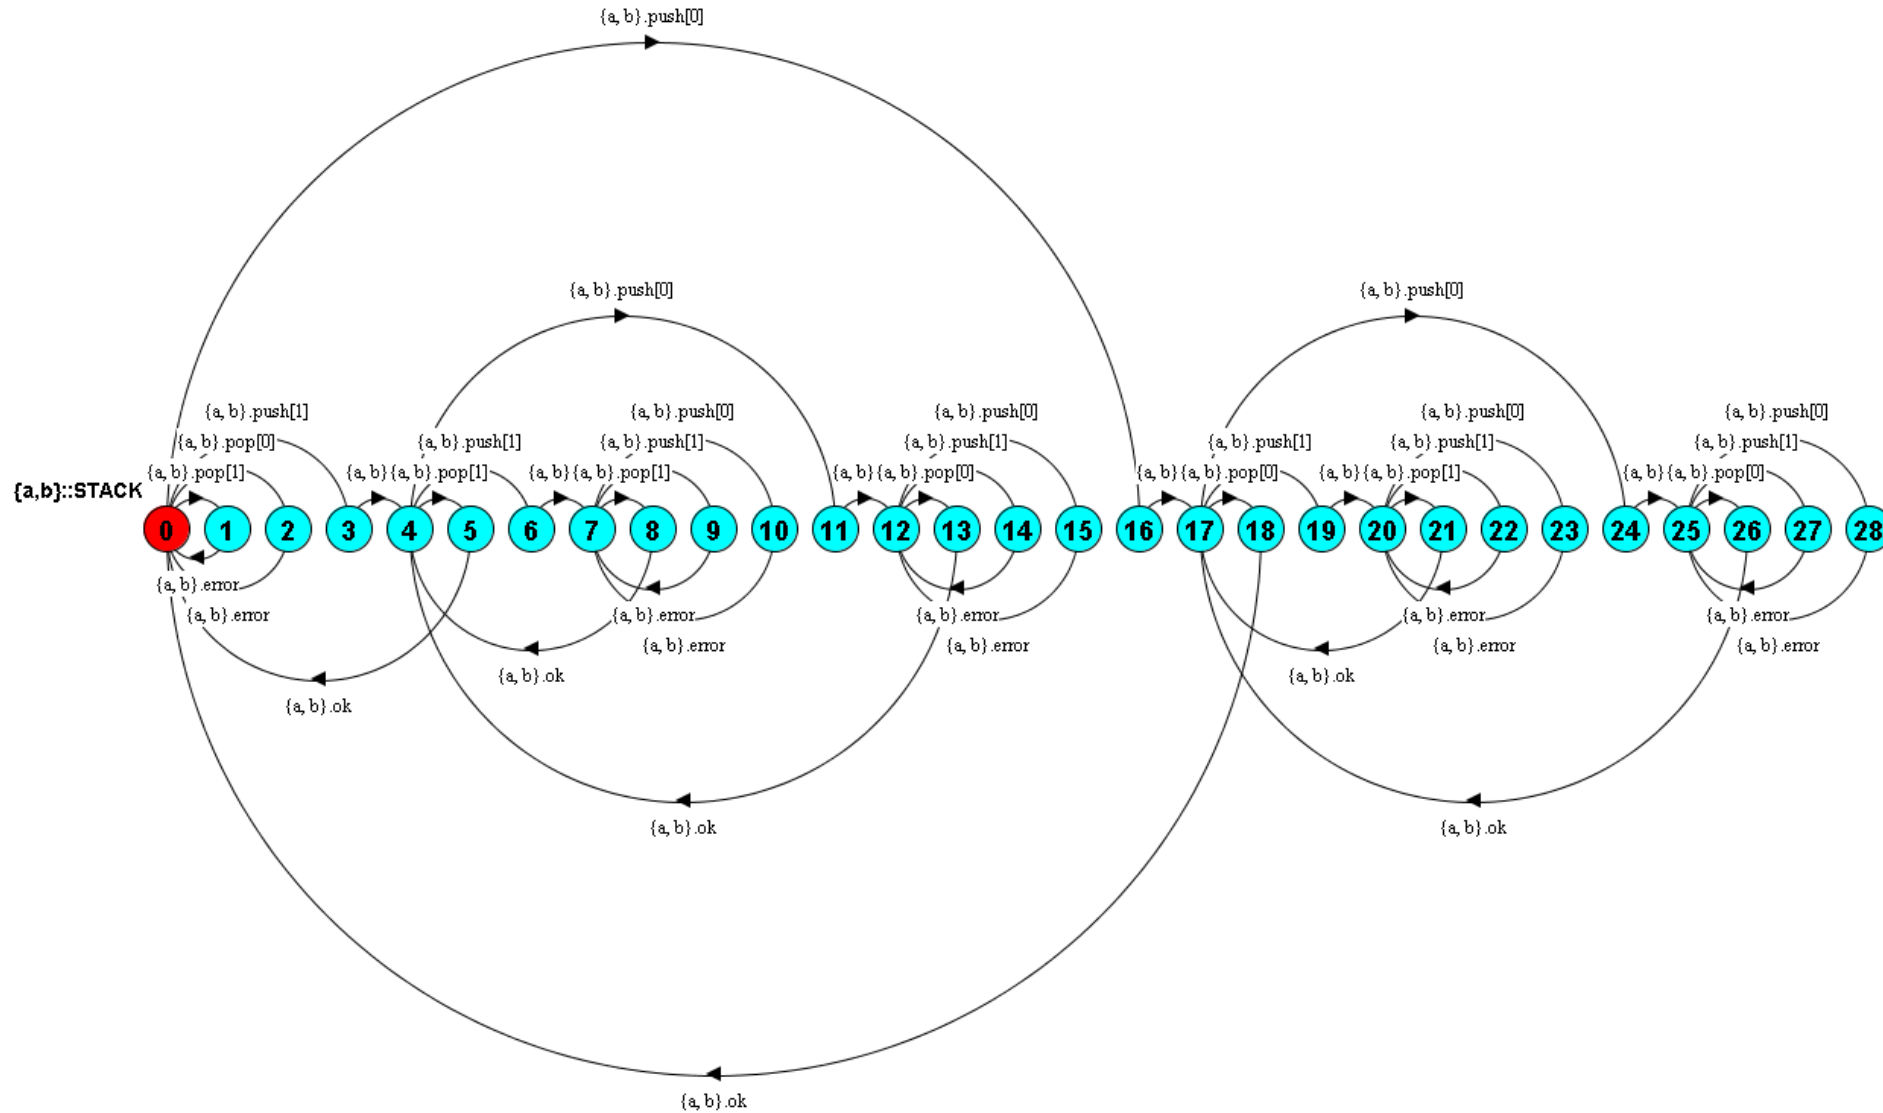 {a, b}.push[0]
{a, b}.push[0] {a, b}.push[0]
{a, b}.push[1] {a, b}.push[0] {a, b}.push[0] {a, b}.push[0] {a, b}.push[0]
{a, b}.pop[0] {a, b}.push[1] {a, b}.push[1] {a, b}.push[1] {a, b}.push[1] {a, b}.push[1] {a, b}.push[1]
{a, b}.pop[1] {a, b} {a, b}.pop[1] {a, b} {a, b}.pop[1] {a, b} {a, b}.pop[0] {a, b} {a, b}.pop[0] {a, b} {a, b}.pop[1] {a, b} {a, b}.pop[0]
{a,b}::STACK
0 1 2 3 4 5 6 7 8 9 10 11 12 13 14 15 16 17 18 19 20 21 22 23 24 25 26 27 28
{a, b}.error
{a, b}.error {a, b}.error {a, b}.error {a, b}.error {a, b}.error
{a, b}.error {a, b}.error {a, b}.error {a, b}.error
{a, b}.ok {a, b}.ok
{a, b}.ok
{a, b}.ok {a, b}.ok
{a, b}.ok